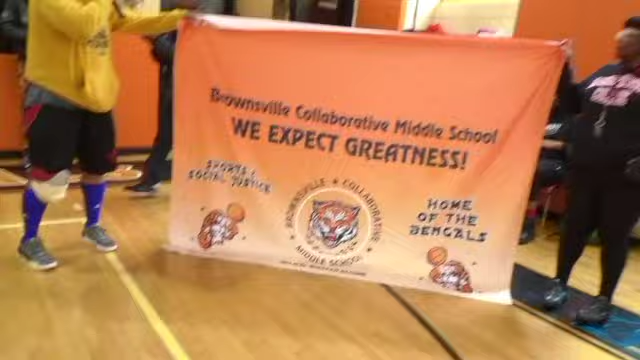 Brownsville Collaborative Middle School
WE EXPECT GREATNESS!
SPORTS &
SOCIAL JUSTICE
BROWNSVILLE ★ COLLABORATIVE
MIDDLE SCHOOL
HOME
OF THE
BENGALS